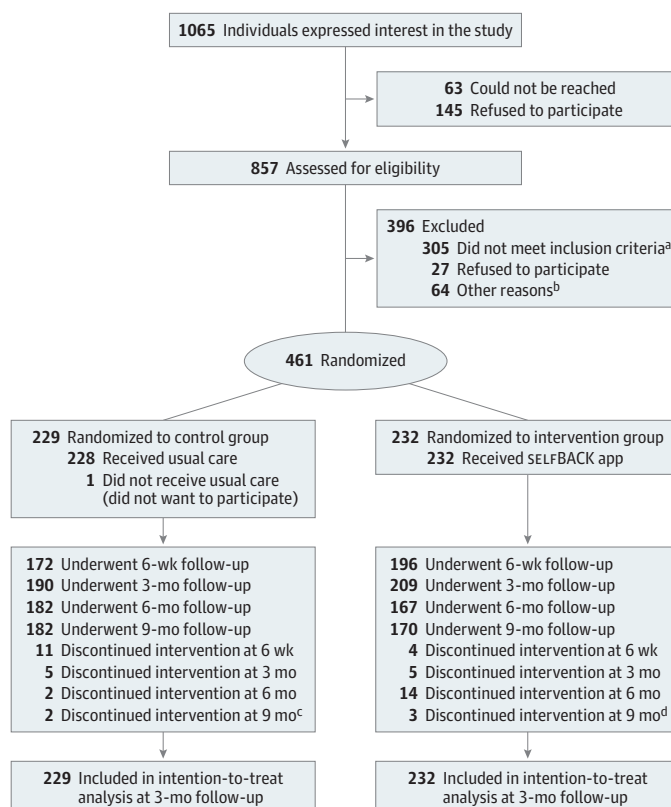 1065 Individuals expressed interest in the study
63 Could not be reached
145 Refused to participate
857 Assessed for eligibility
396 Excluded
305 Did not meet inclusion criteriaa
27 Refused to participate
64 Other reasonsb
461 Randomized
229 Randomized to control group
228 Received usual care
1 Did not receive usual care
(did not want to participate)
232 Randomized to intervention group
232 Received SELFBACK app
172 Underwent 6-wk follow-up
190 Underwent 3-mo follow-up
182 Underwent 6-mo follow-up
182 Underwent 9-mo follow-up
11 Discontinued intervention at 6 wk
5 Discontinued intervention at 3 mo
2 Discontinued intervention at 6 mo
2 Discontinued intervention at 9 moc
196 Underwent 6-wk follow-up
209 Underwent 3-mo follow-up
167 Underwent 6-mo follow-up
170 Underwent 9-mo follow-up
4 Discontinued intervention at 6 wk
5 Discontinued intervention at 3 mo
14 Discontinued intervention at 6 mo
3 Discontinued intervention at 9 mod
229 Included in intention-to-treat
analysis at 3-mo follow-up
232 Included in intention-to-treat
analysis at 3-mo follow-up